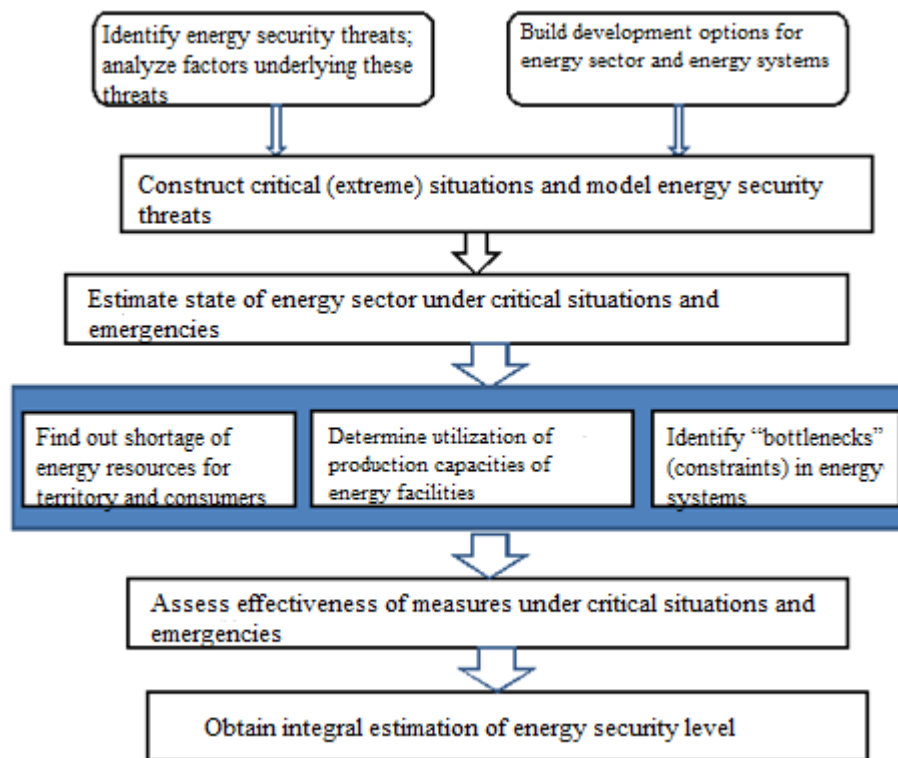 Identify energy security threats;
analyze factors underlying these
threats
Build development options for
energy sector and energy systems
Construct critical (extreme) situations and model energy security
threats
Estimate state of energy sector under critical situations and
emergencies
Find out shortage of
energy resources for
territory and consumers
Determine utilization of
production capacities of
energy facilities
Identify “bottlenecks”
(constraints) in energy
systems
Assess effectiveness of measures under critical situations and
emergencies
Obtain integral estimation of energy security level